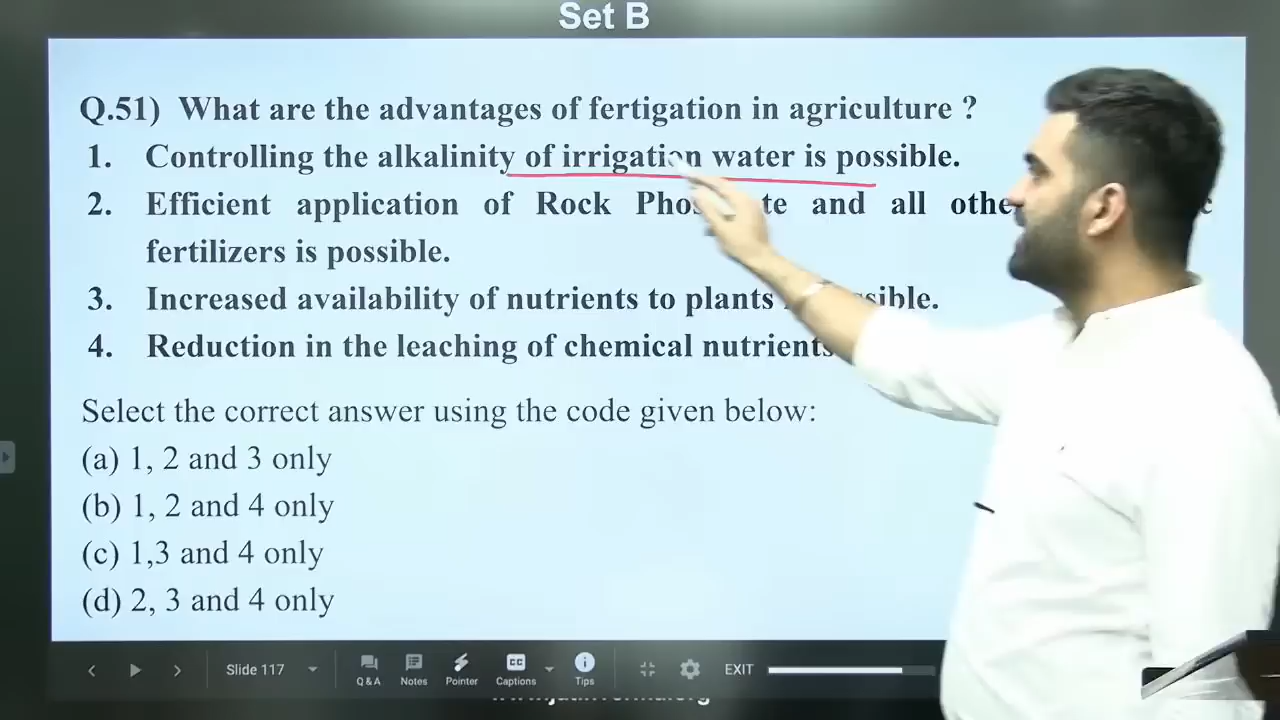 Set B
Q.51) What are the advantages of fertigation in agriculture ?
1. Controlling the alkalinity of irrigation water is possible.
2. Efficient application of Rock and all
fertilizers is possible.
3. Increased availability of nutrients to plants
4. Reduction in the leaching of chemical nutrients
Select the correct answer using the code given below:
(a) 1, 2 and 3 only
(b) 1, 2 and 4 only
(c) 1,3 and 4 only
(d) 2, 3 and 4 only
Slide 117
Q & A
Notes
Pointer
CC
Captions
Tips
EXIT